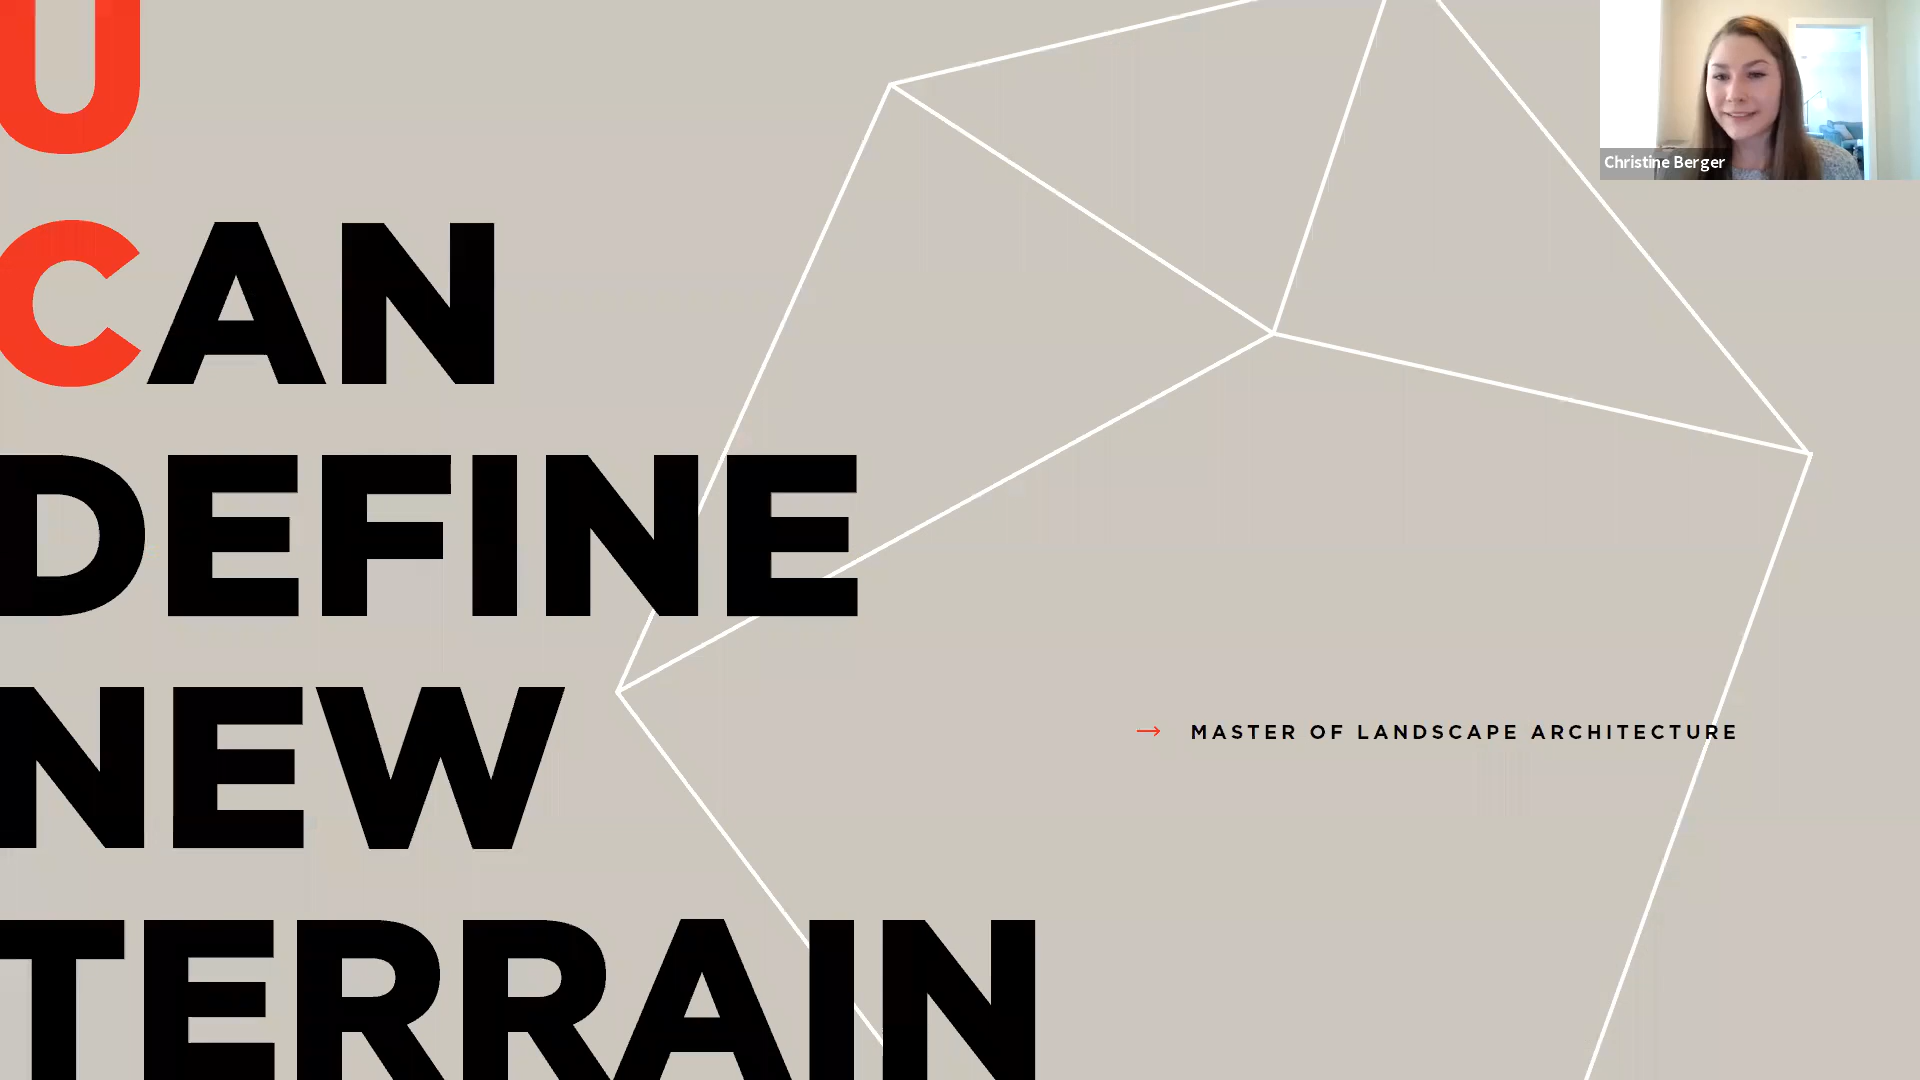 U
CAN
DEFINE
NEW
TERRAIN
→ MASTER OF LANDSCAPE ARCHITECTURE
Christine Berger